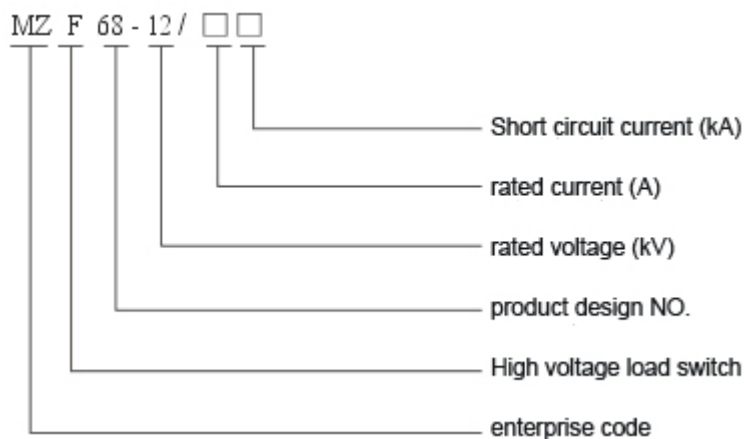 MZ F 68 - 12 / □ □
Short circuit current (kA)
rated current (A)
rated voltage (kV)
product design NO.
High voltage load switch
enterprise code